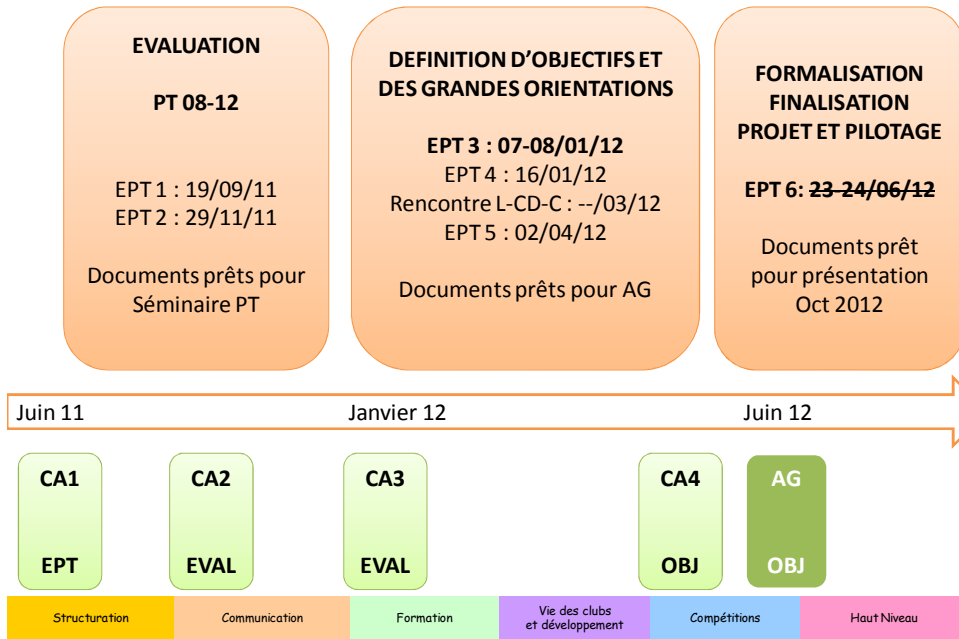 EVALUATION
PT 08-12
EPT 1 : 19/09/11
EPT 2 : 29/11/11
Documents prêts pour
Séminaire PT
DEFINITION D'OBJECTIFS ET
DES GRANDES ORIENTATIONS
EPT 3 : 07-08/01/12
EPT 4 : 16/01/12
Rencontre L-CD-C : --/03/12
EPT 5 : 02/04/12
Documents prêts pour AG
FORMALISATION
FINALISATION
PROJET ET PILOTAGE
EPT 6: 23-24/06/12
Documents prêt
pour présentation
Oct 2012
Juin 11
Janvier 12
Juin 12
CA1
EPT
CA2
EVAL
CA3
EVAL
CA4
OBJ
AG
OBJ
Structuration
Communication
Formation
Vie des clubs
et développement
Compétitions
Haut Niveau